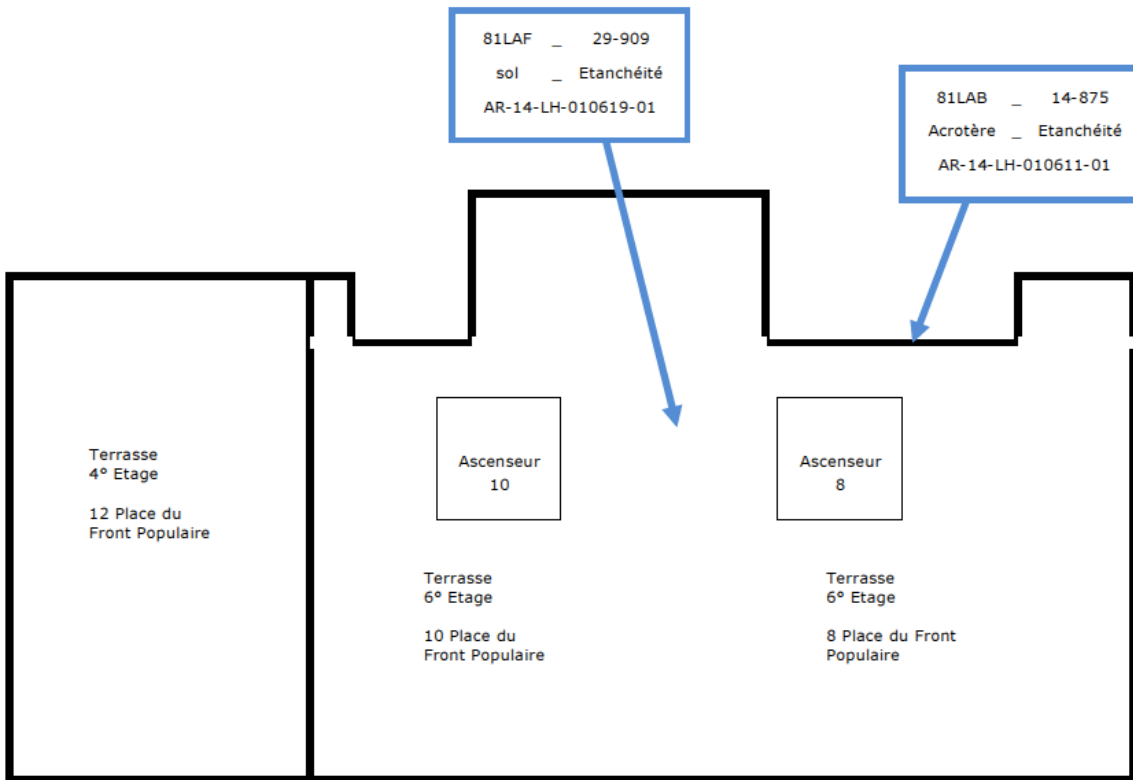 81LAF _ 29-909
sol _ Etanchéité
AR-14-LH-010619-01
81LAB _ 14-875
Acrotère _ Etanchéité
AR-14-LH-010611-01
Terrasse
4° Etage
12 Place du
Front Populaire
Ascenseur
10
Ascenseur
8
Terrasse
6° Etage
10 Place du
Front Populaire
Terrasse
6° Etage
8 Place du Front
Populaire